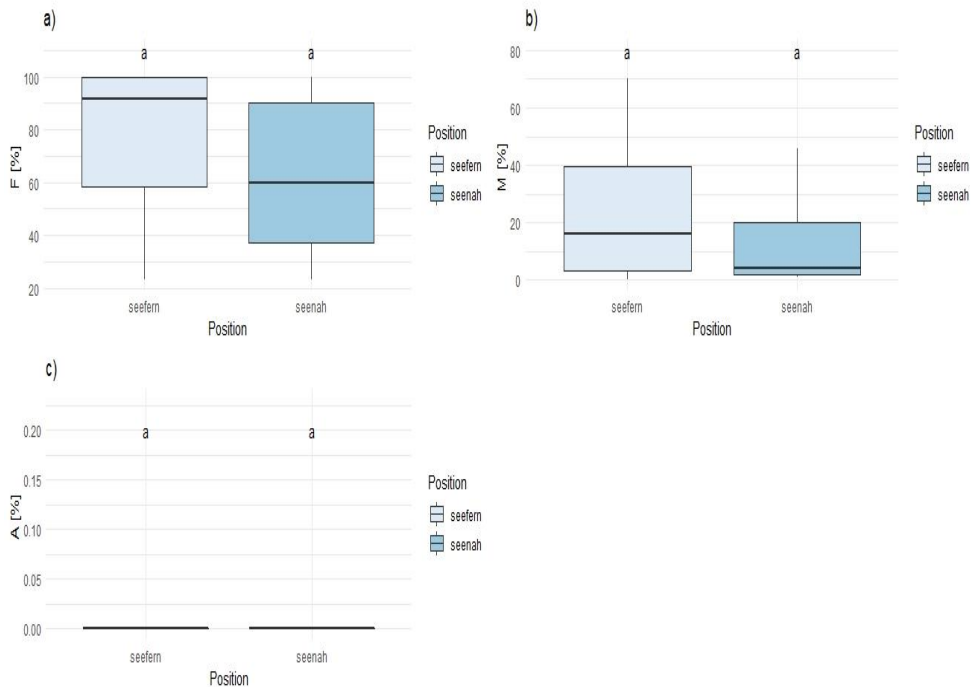 a)
a a
100
80
60
40
20
F [%]
seefern seenah
Position
Position
seefern
seenah
b)
a a
80
60
40
20
0
M [%]
seefern seenah
Position
Position
seefern
seenah
c)
a a
0.20
0.15
0.10
0.05
0.00
A [%]
seefern seenah
Position
Position
seefern
seenah